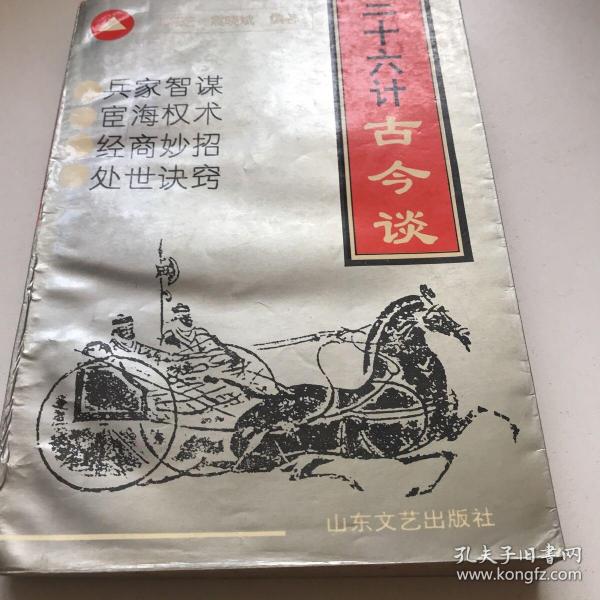 三十六计
古今谈
兵家智谋
宦海权术
经商妙招
处世诀窍
山东文艺出版社
孔夫子旧书网
www.kongfz.com